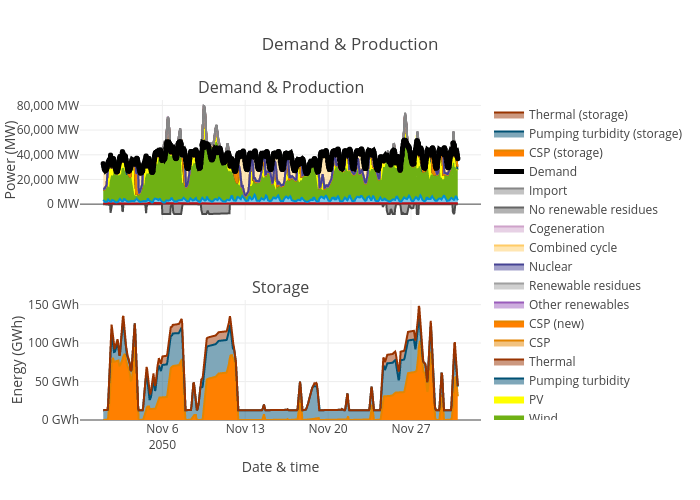 Demand & Production
Demand & Production
80,000 MW
60,000 MW
40,000 MW
20,000 MW
0 MW
Power (MW)
Storage
150 GWh
100 GWh
50 GWh
0 GWh
Energy (GWh)
Nov 6
2050
Nov 13
Nov 20
Nov 27
Date & time
Thermal (storage)
Pumping turbidity (storage)
CSP (storage)
Demand
Import
No renewable residues
Cogeneration
Combined cycle
Nuclear
Renewable residues
Other renewables
CSP (new)
CSP
Thermal
Pumping turbidity
PV
Wind